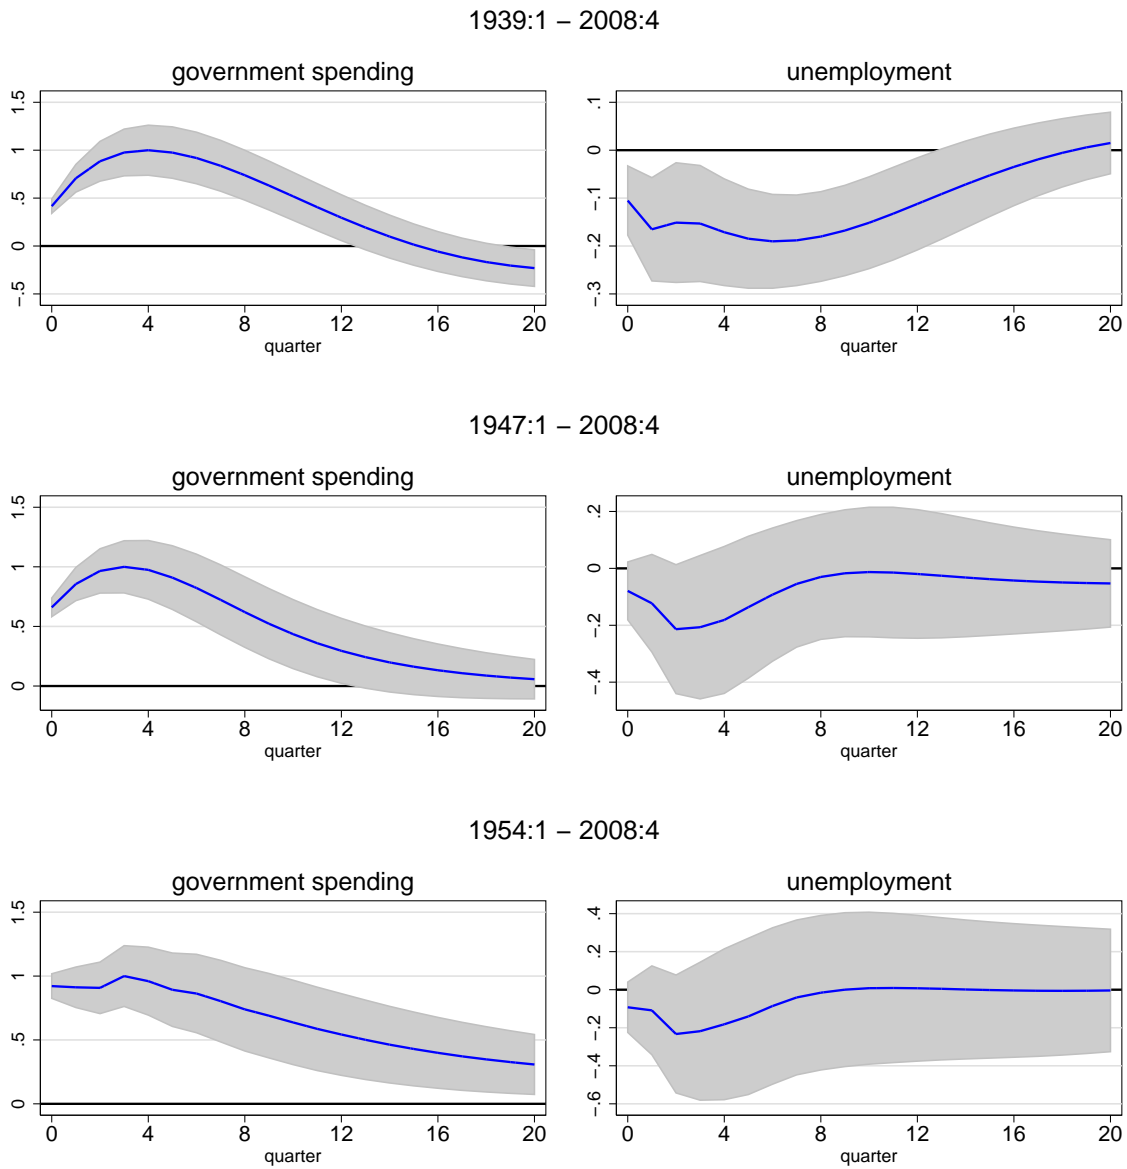 1939:1 – 2008:4
government spending
unemployment
1.5
1
.5
0
−.5
0 4 8 12 16 20
quarter
.1
0
−.1
−.2
−.3
0 4 8 12 16 20
quarter
1947:1 – 2008:4
government spending
unemployment
1.5
1
.5
0
0 4 8 12 16 20
quarter
.2
0
−.2
−.4
0 4 8 12 16 20
quarter
1954:1 – 2008:4
government spending
unemployment
1.5
1
.5
0
0 4 8 12 16 20
quarter
.4
.2
0
−.2
−.4
−.6
0 4 8 12 16 20
quarter